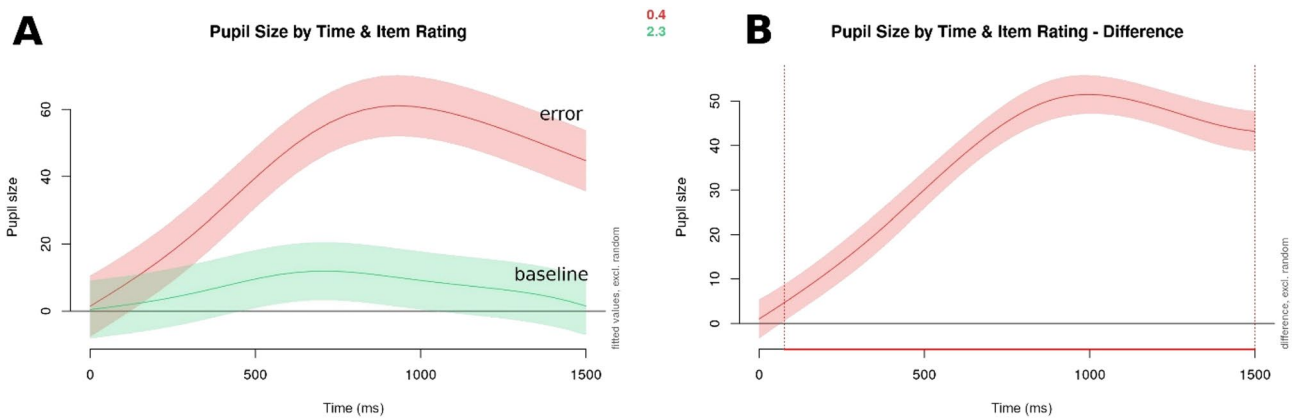 A
Pupil Size by Time & Item Rating
60
40
20
0
Pupil size
error
baseline
fitted values, excl. random
0
500
1000
1500
Time (ms)
0.4
2.3
B
Pupil Size by Time & Item Rating - Difference
50
40
30
20
10
0
Pupil size
difference, excl. random
0
500
1000
1500
Time (ms)